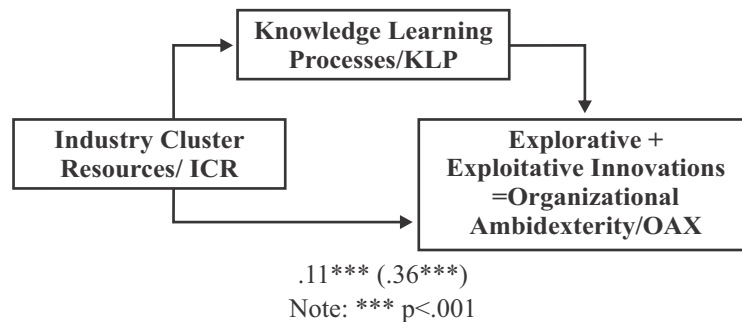 Knowledge Learning
Processes/KLP
Industry Cluster
Resources/ ICR
Explorative +
Exploitative Innovations
=Organizational
Ambidexterity/OAX
.11*** (.36***)
Note: *** p<.001